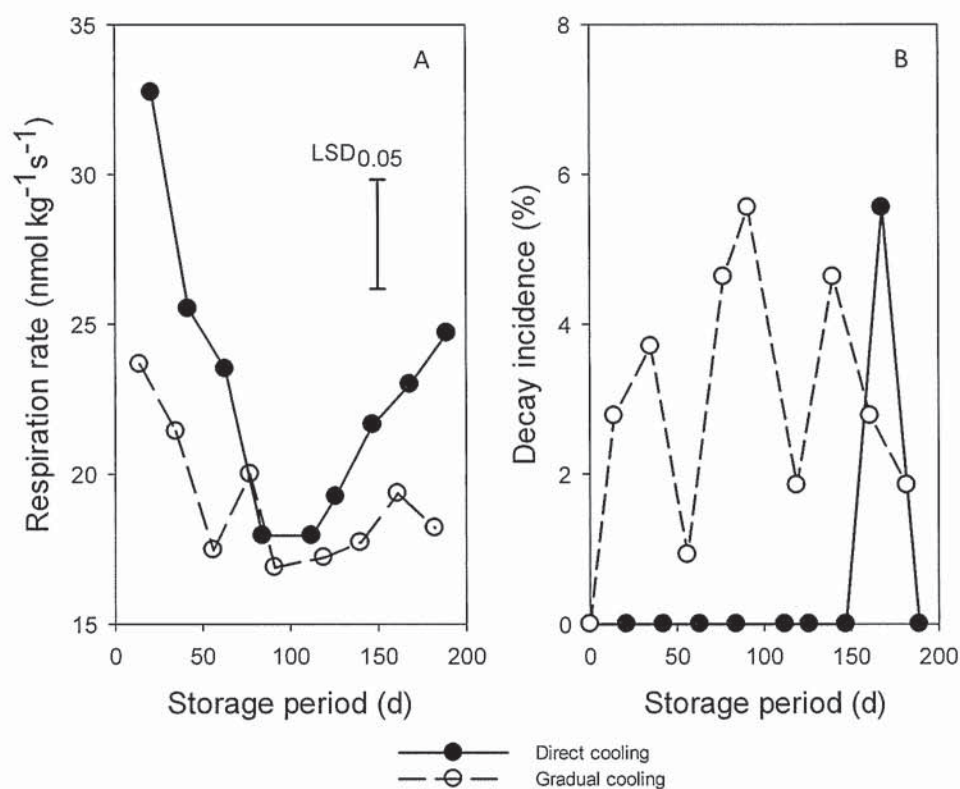 35
30
25
20
15
Respiration rate (nmol kg⁻¹s⁻¹)
A
LSD0.05
0 50 100 150 200
Storage period (d)
8
6
4
2
0
Decay incidence (%)
B
0 50 100 150 200
Storage period (d)
Direct cooling
Gradual cooling